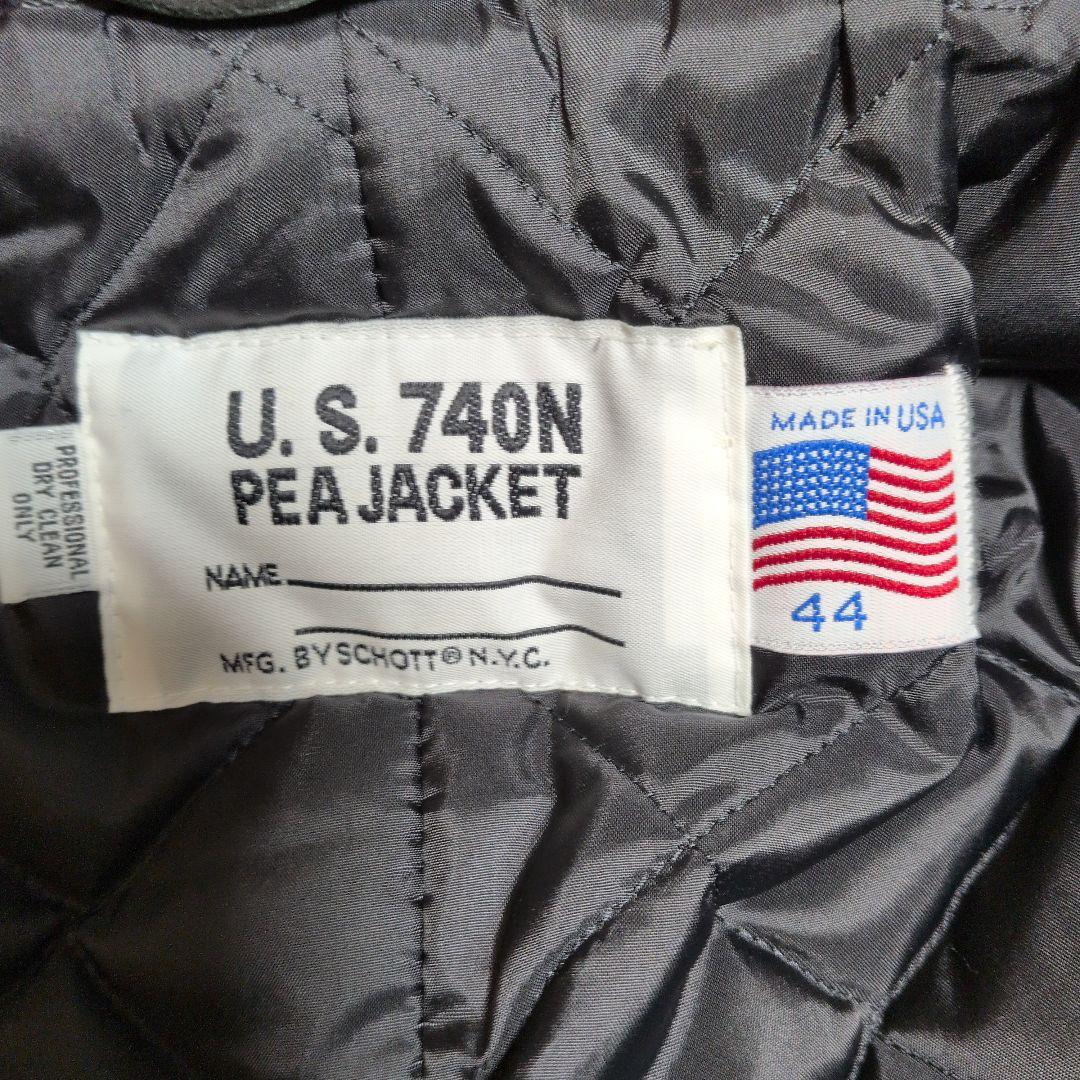 U. S. 740N
PEA JACKET
NAME
MFG. BY SCHOTT® N.Y.C.
MADE IN USA
44
PROFESSIONAL
DRY CLEAN
ONLY